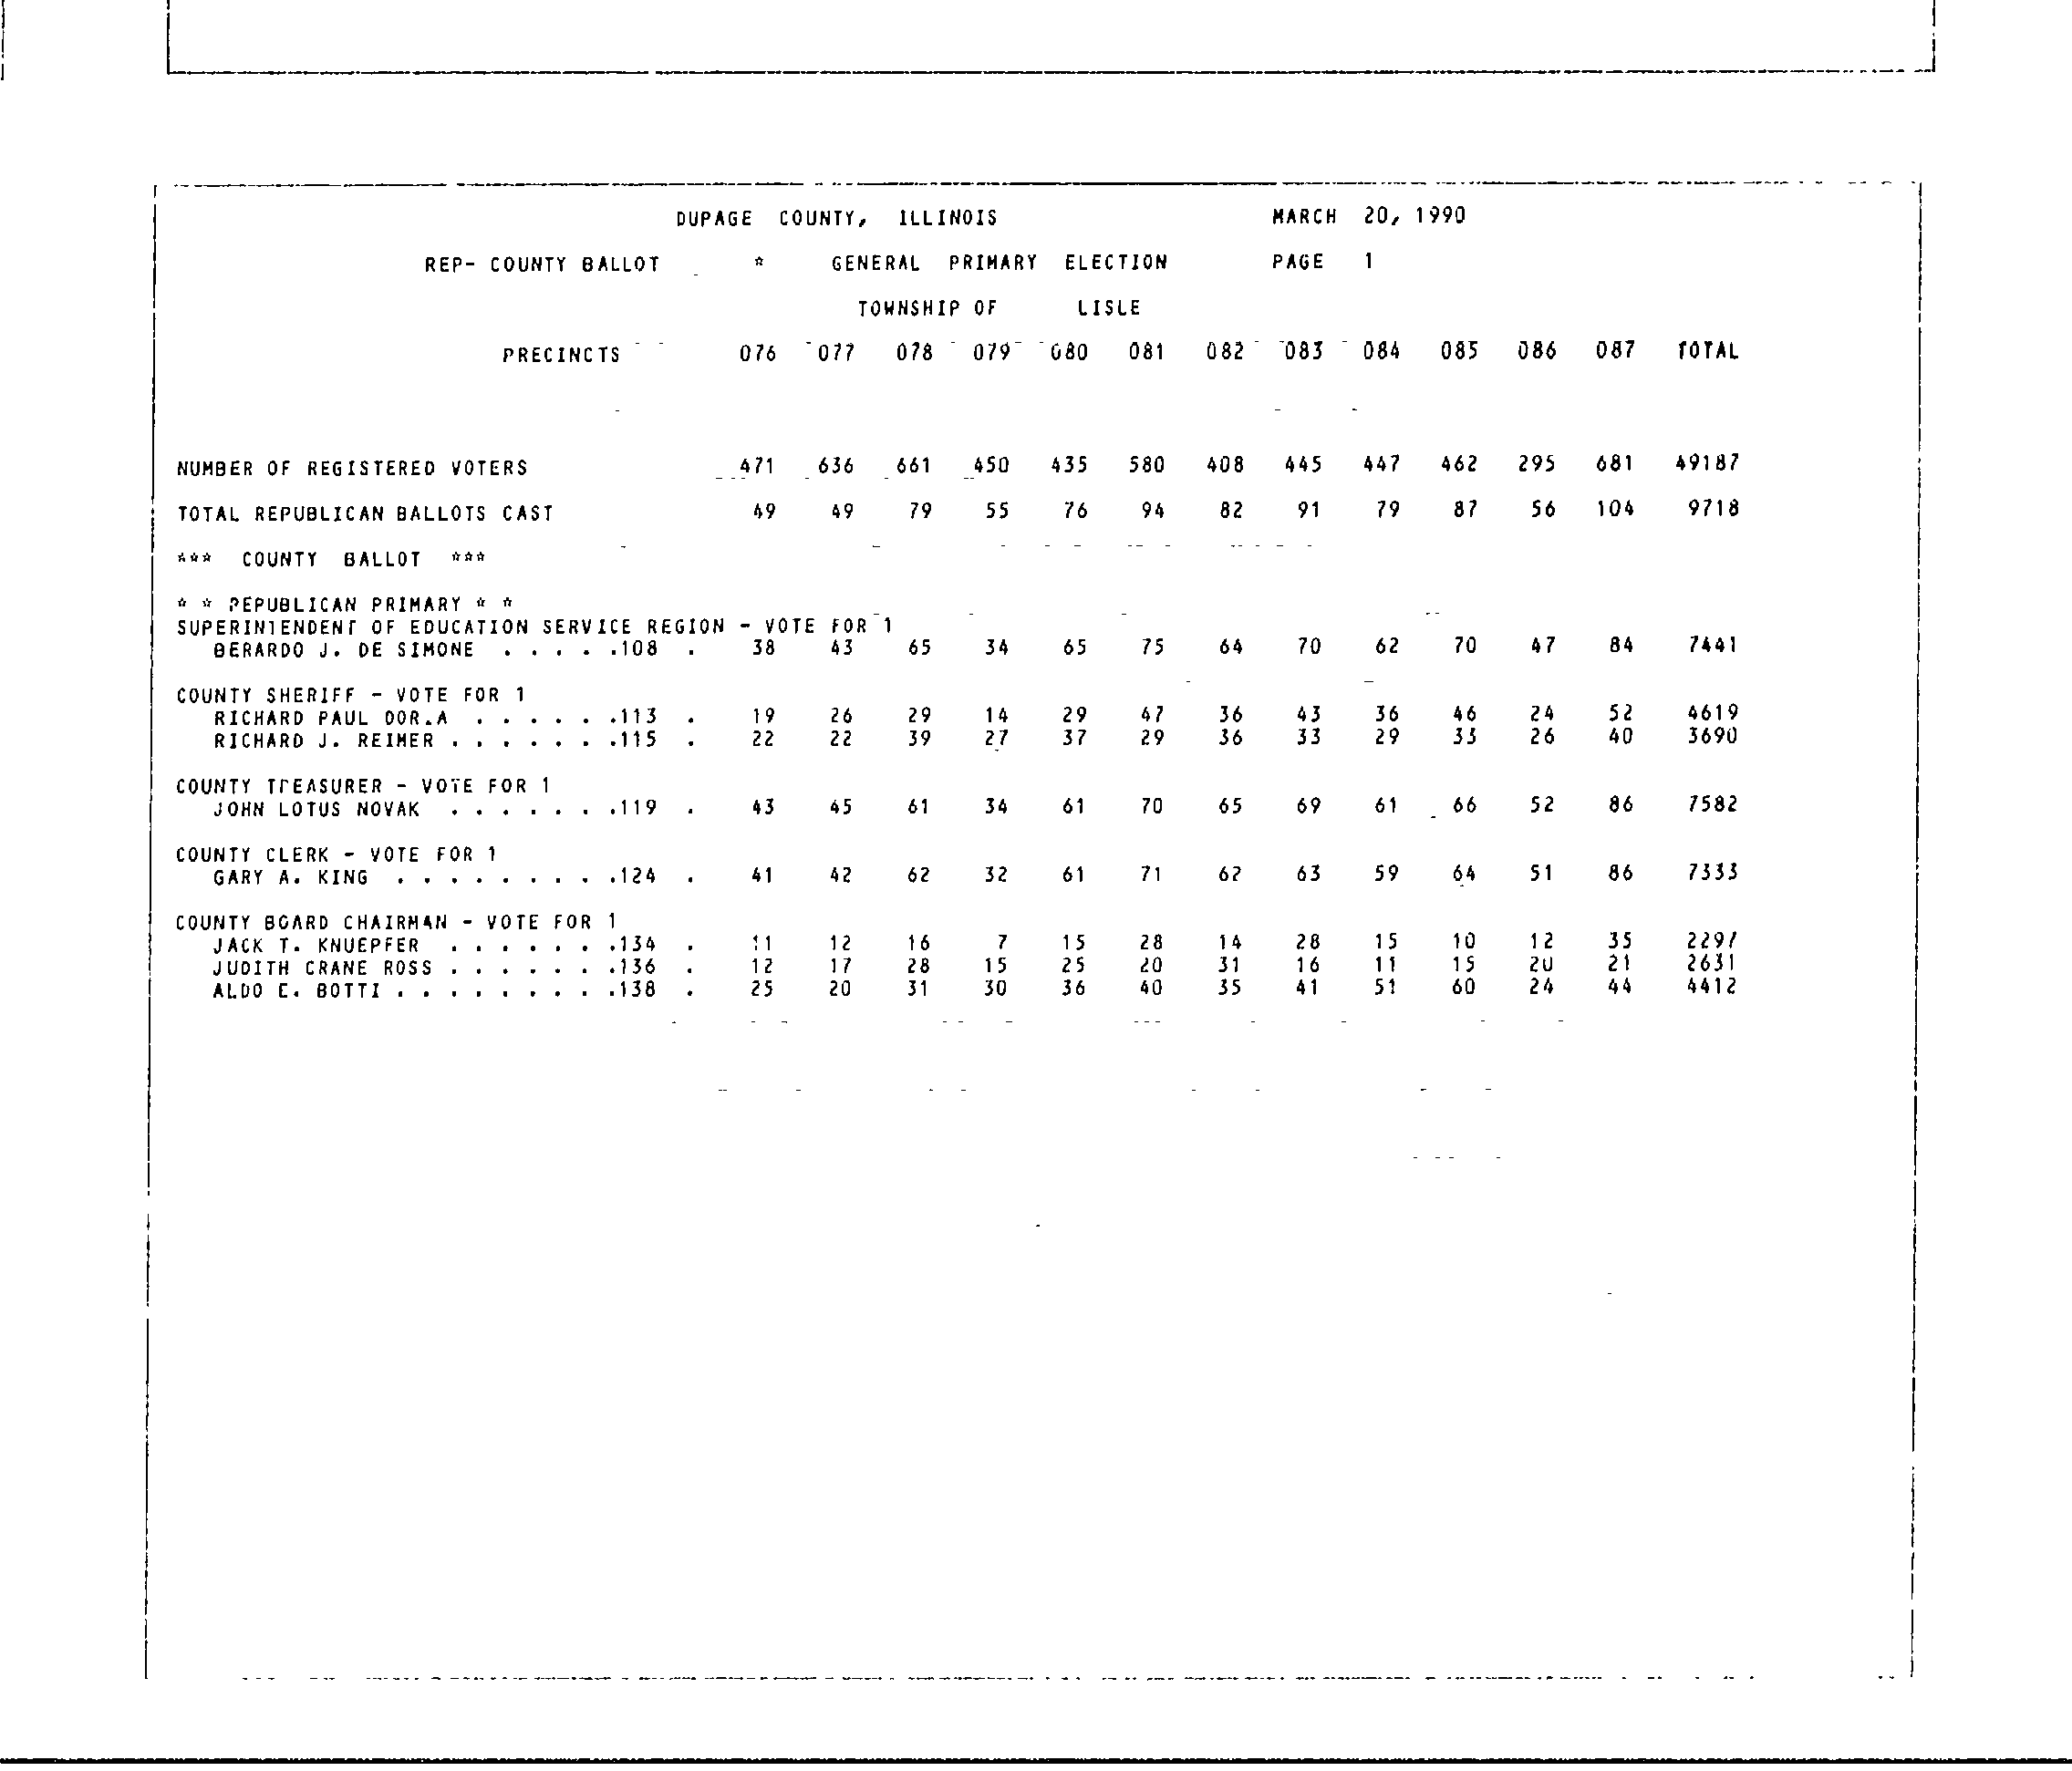 DUPAGE COUNTY, ILLINOIS MARCH 20, 1990
REP- COUNTY BALLOT * GENERAL PRIMARY ELECTION PAGE 1
TOWNSHIP OF LISLE
PRECINCTS 076 077 078 079 080 081 082 083 084 085 086 087 TOTAL
NUMBER OF REGISTERED VOTERS 471 636 661 450 435 580 408 445 447 462 295 681 49187
TOTAL REPUBLICAN BALLOTS CAST 49 49 79 55 76 94 82 91 79 87 56 104 9718
*** COUNTY BALLOT ***
* * REPUBLICAN PRIMARY * *
SUPERINTENDENT OF EDUCATION SERVICE REGION - VOTE FOR 1
BERARDO J. DE SIMONE . . . . .108 . 38 43 65 34 65 75 64 70 62 70 47 84 7441
COUNTY SHERIFF - VOTE FOR 1
RICHARD PAUL DOR.A . . . . . .113 . 19 26 29 14 29 47 36 43 36 46 24 52 4619
RICHARD J. REIMER . . . . . . .115 . 22 22 39 27 37 29 36 33 29 33 26 40 3690
COUNTY TREASURER - VOTE FOR 1
JOHN LOTUS NOVAK . . . . . . .119 . 43 45 61 34 61 70 65 69 61 66 52 86 7582
COUNTY CLERK - VOTE FOR 1
GARY A. KING . . . . . . . . .124 . 41 42 62 32 61 71 62 63 59 64 51 86 7333
COUNTY BOARD CHAIRMAN - VOTE FOR 1
JACK T. KNUEPFER . . . . . . .134 . 11 12 16 7 15 28 14 28 15 10 12 35 2297
JUDITH CRANE ROSS . . . . . . .136 . 12 17 28 15 25 20 31 16 11 15 20 21 2631
ALDO E. BOTTI . . . . . . . . .138 . 25 20 31 30 36 40 35 41 51 60 24 44 4412